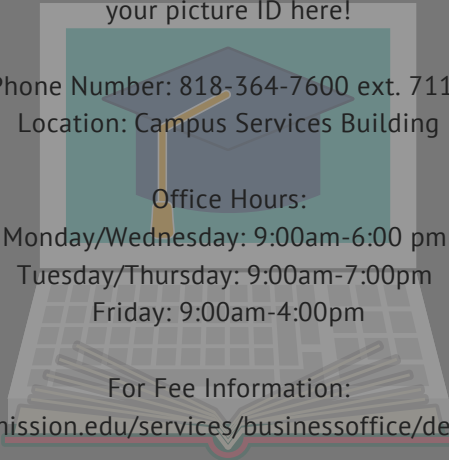 your picture ID here!
Phone Number: 818-364-7600 ext. 711
Location: Campus Services Building
Office Hours:
Monday/Wednesday: 9:00am-6:00 pm
Tuesday/Thursday: 9:00am-7:00pm
Friday: 9:00am-4:00pm
For Fee Information:
mission.edu/services/businessoffice/de